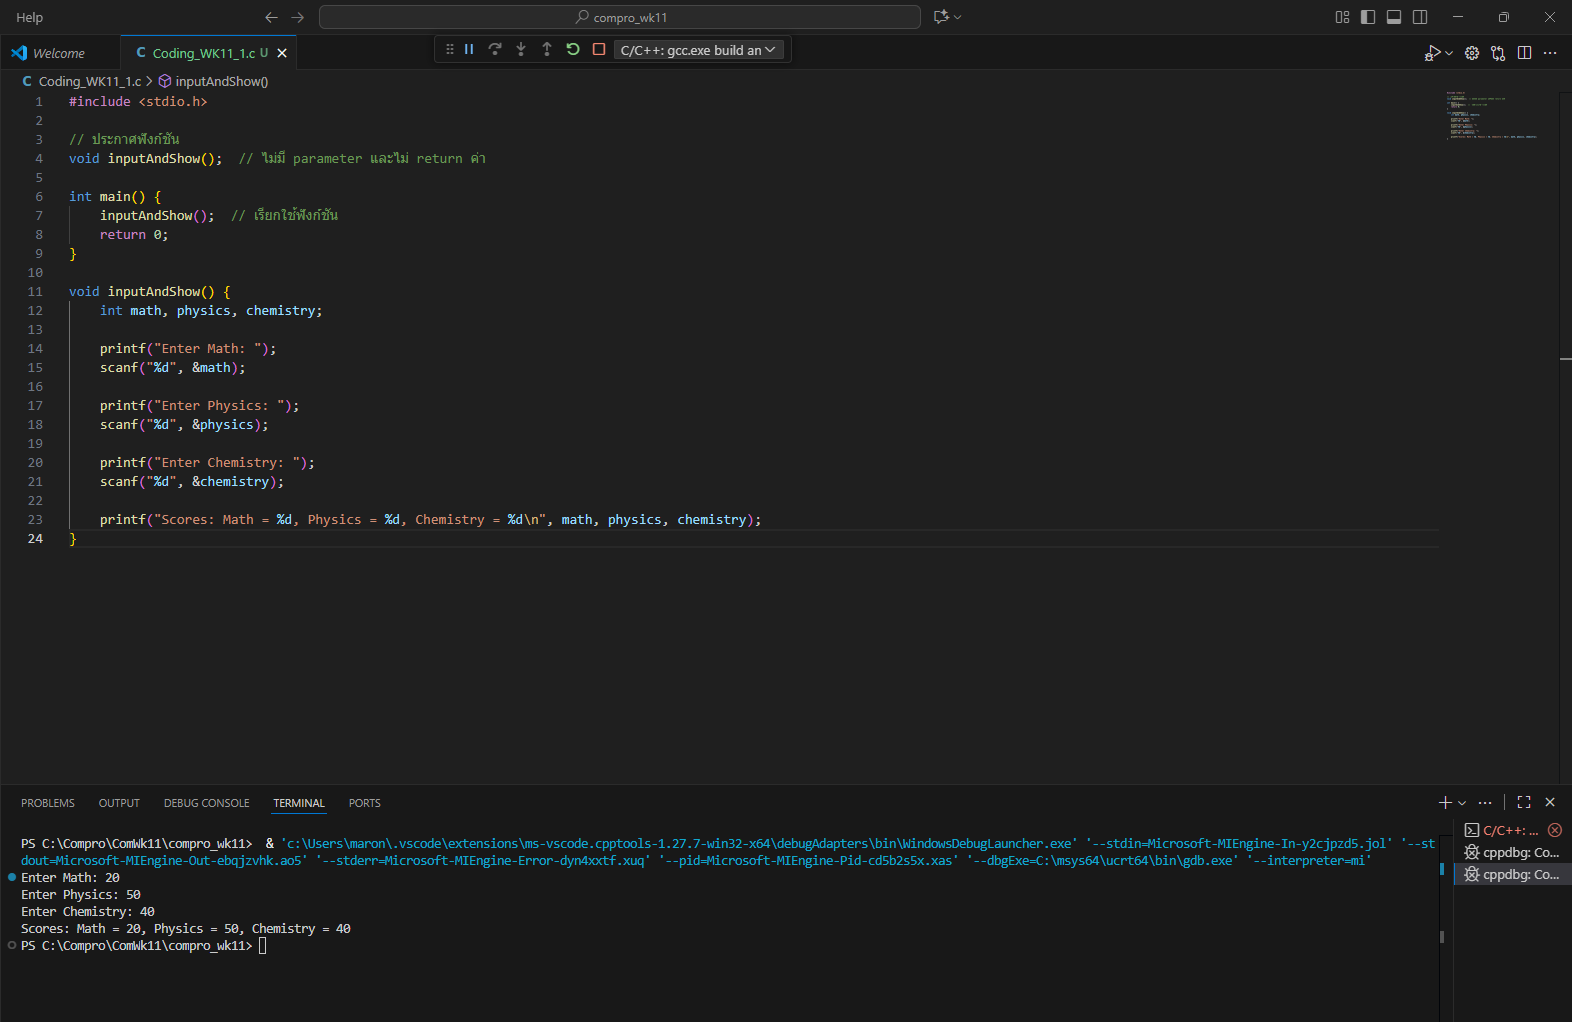 Help
compro_wk11
Welcome
C Coding_WK11_1.c U
C/C++: gcc.exe build an
C Coding_WK11_1.c > inputAndShow()
1 #include <stdio.h>
2
3 // ประกาศฟังก์ชัน
4 void inputAndShow();  // ไม่มี parameter และไม่ return ค่า
5
6 int main() {
7     inputAndShow();  // เรียกใช้ฟังก์ชัน
8     return 0;
9 }
10
11 void inputAndShow() {
12     int math, physics, chemistry;
13
14     printf("Enter Math: ");
15     scanf("%d", &math);
16
17     printf("Enter Physics: ");
18     scanf("%d", &physics);
19
20     printf("Enter Chemistry: ");
21     scanf("%d", &chemistry);
22
23     printf("Scores: Math = %d, Physics = %d, Chemistry = %d\n", math, physics, chemistry);
24 }
PROBLEMS OUTPUT DEBUG CONSOLE TERMINAL PORTS
PS C:\Compro\ComWk11\compro_wk11>  & 'c:\Users\maron\.vscode\extensions\ms-vscode.cpptools-1.27.7-win32-x64\debugAdapters\bin\WindowsDebugLauncher.exe' '--stdin=Microsoft-MIEngine-In-y2cjpzd5.jol' '--st
dout=Microsoft-MIEngine-Out-ebqjzvhk.ao5' '--stderr=Microsoft-MIEngine-Error-dyn4xxtf.xuq' '--pid=Microsoft-MIEngine-Pid-cd5b2s5x.xas' '--dbgExe=C:\msys64\ucrt64\bin\gdb.exe' '--interpreter=mi'
Enter Math: 20
Enter Physics: 50
Enter Chemistry: 40
Scores: Math = 20, Physics = 50, Chemistry = 40
PS C:\Compro\ComWk11\compro_wk11>
C/C++: ...
cppdbg: Co...
cppdbg: Co...